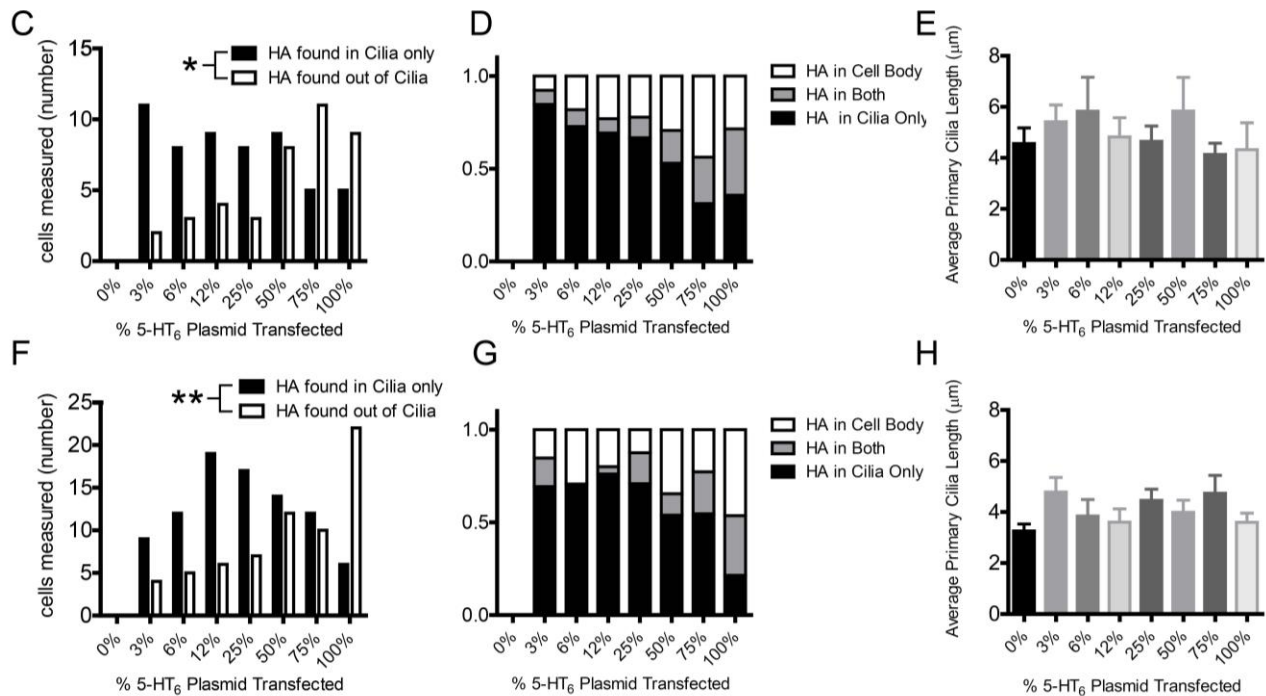 C
cells measured (number)
15
10
5
0
*
HA found in Cilia only
HA found out of Cilia
0% 3% 6% 12% 25% 50% 75% 100%
% 5-HT6 Plasmid Transfected
D
1.0
0.5
0.0
HA in Cell Body
HA in Both
HA in Cilia Only
0% 3% 6% 12% 25% 50% 75% 100%
% 5-HT6 Plasmid Transfected
E
Average Primary Cilia Length (μm)
8
6
4
2
0
0% 3% 6% 12% 25% 50% 75% 100%
% 5-HT6 Plasmid Transfected
F
cells measured (number)
25
20
15
10
5
0
**
HA found in Cilia only
HA found out of Cilia
0% 3% 6% 12% 25% 50% 75% 100%
% 5-HT6 Plasmid Transfected
G
1.0
0.5
0.0
HA in Cell Body
HA in Both
HA in Cilia Only
0% 3% 6% 12% 25% 50% 75% 100%
% 5-HT6 Plasmid Transfected
H
Average Primary Cilia Length (μm)
8
6
4
2
0
0% 3% 6% 12% 25% 50% 75% 100%
% 5-HT6 Plasmid Transfected